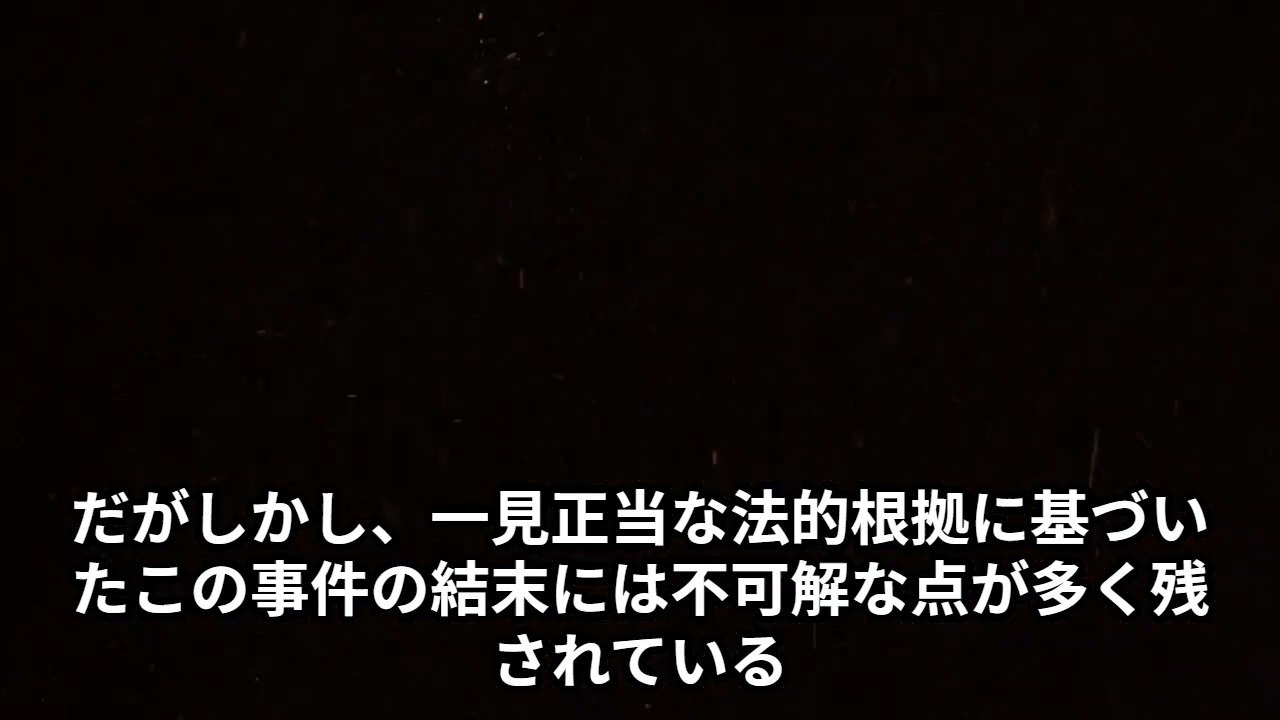 だがしかし、一見正当な法的根拠に基づい
たこの事件の結末には不可解な点が多く残
されている